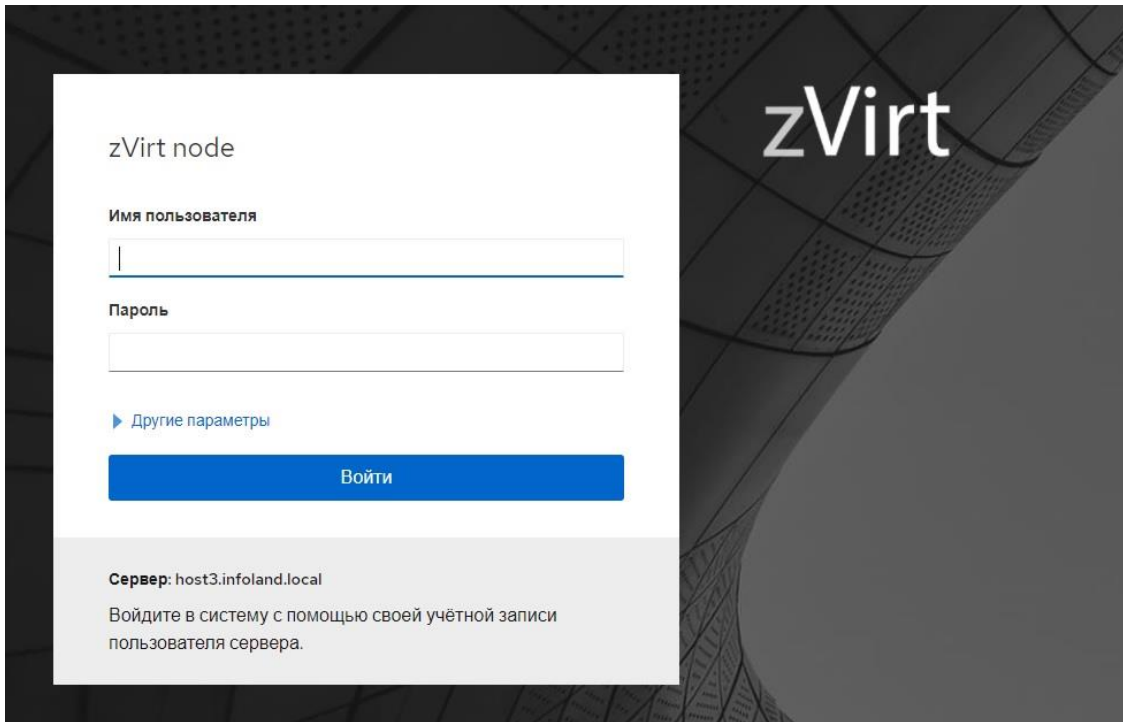 zVirt
zVirt node
Имя пользователя
Пароль
Другие параметры
Войти
Сервер: host3.infoland.local
Войдите в систему с помощью своей учётной записи
пользователя сервера.